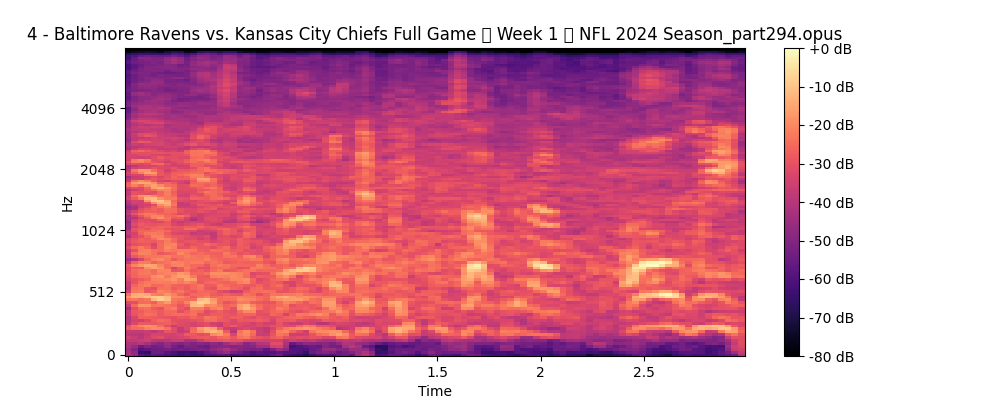 4 - Baltimore Ravens vs. Kansas City Chiefs Full Game ▯ Week 1 ▯ NFL 2024 Season_part294.opus
+0 dB
-10 dB
-20 dB
-30 dB
-40 dB
-50 dB
-60 dB
-70 dB
-80 dB
4096
2048
1024
512
0
Hz
0
0.5
1
1.5
2
2.5
Time